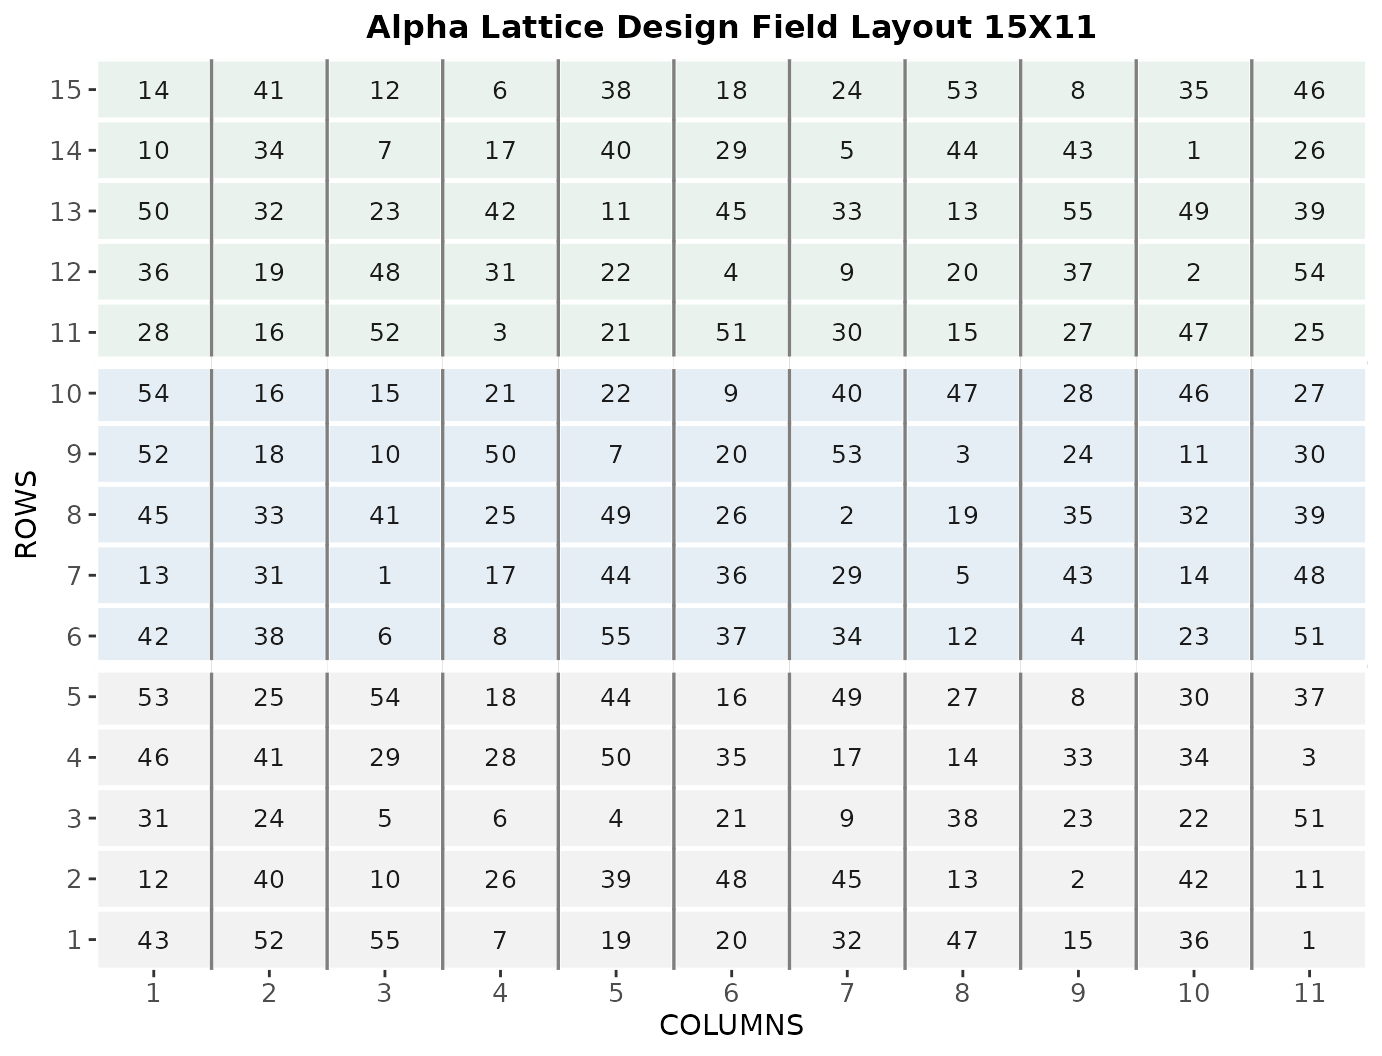 Alpha Lattice Design Field Layout 15X11
15 14 41 12 6 38 18 24 53 8 35 46
14 10 34 7 17 40 29 5 44 43 1 26
13 50 32 23 42 11 45 33 13 55 49 39
12 36 19 48 31 22 4 9 20 37 2 54
11 28 16 52 3 21 51 30 15 27 47 25
10 54 16 15 21 22 9 40 47 28 46 27
9 52 18 10 50 7 20 53 3 24 11 30
8 45 33 41 25 49 26 2 19 35 32 39
7 13 31 1 17 44 36 29 5 43 14 48
6 42 38 6 8 55 37 34 12 4 23 51
5 53 25 54 18 44 16 49 27 8 30 37
4 46 41 29 28 50 35 17 14 33 34 3
3 31 24 5 6 4 21 9 38 23 22 51
2 12 40 10 26 39 48 45 13 2 42 11
1 43 52 55 7 19 20 32 47 15 36 1
1 2 3 4 5 6 7 8 9 10 11
COLUMNS
ROWS